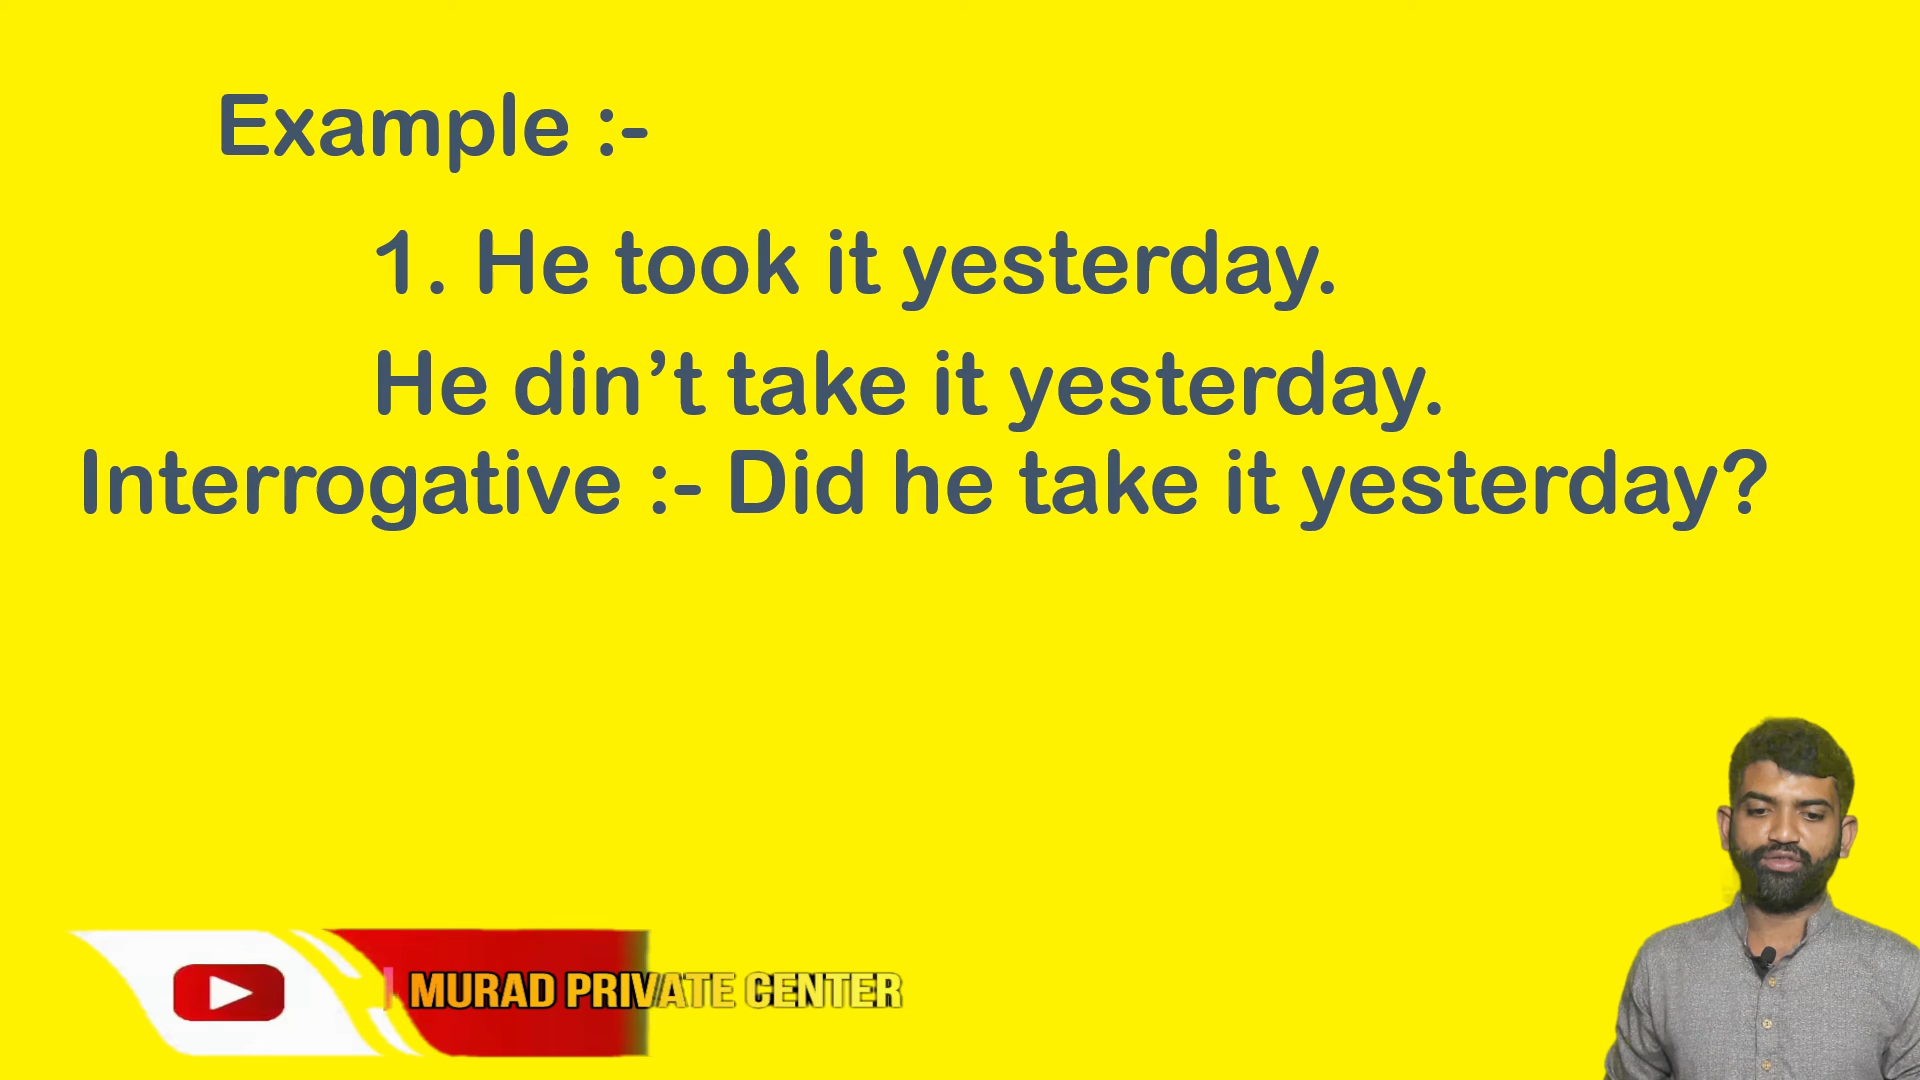 Example :-
1. He took it yesterday.
He din’t take it yesterday.
Interrogative :- Did he take it yesterday?
MURAD PRIVATE CENTER